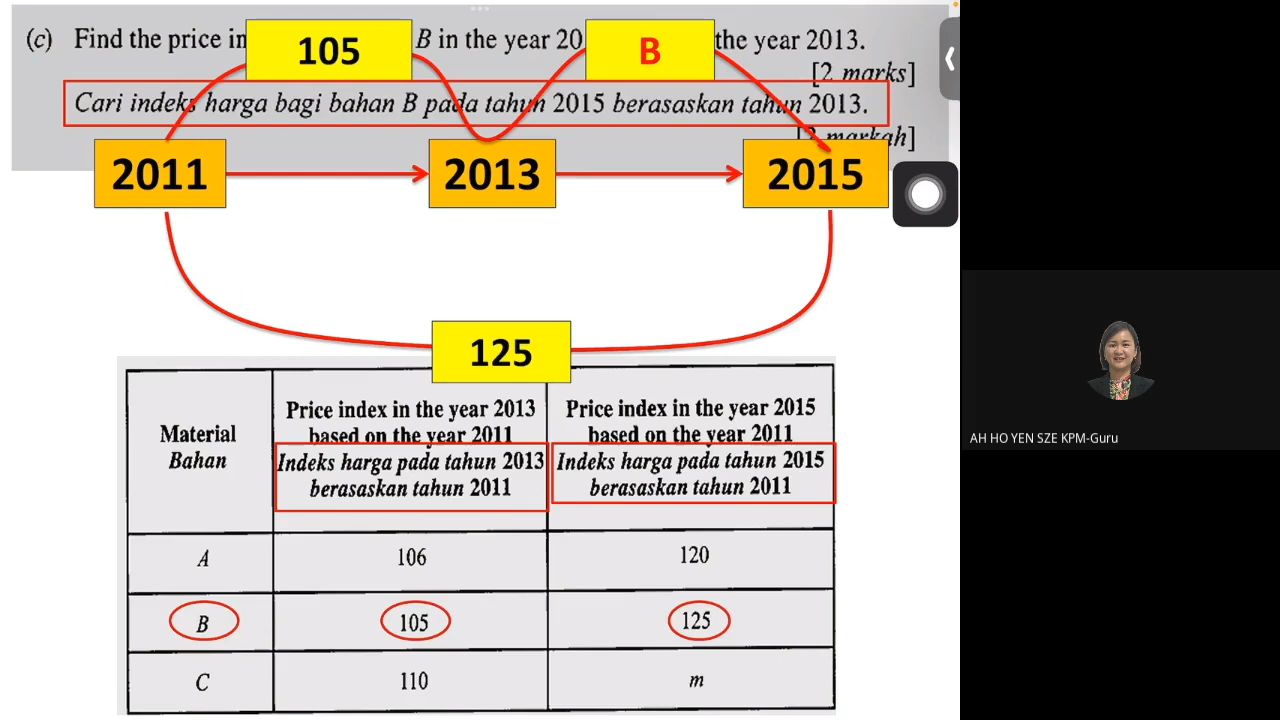 (c) Find the price in
105
B in the year 20
B
the year 2013.
[2 marks]
Cari indeks harga bagi bahan B pada tahun 2015 berasaskan tahun 2013.
markah]
2011
2013
2015
125
Material
Bahan
Price index in the year 2013
based on the year 2011
Indeks harga pada tahun 2013
berasaskan tahun 2011
Price index in the year 2015
based on the year 2011
Indeks harga pada tahun 2015
berasaskan tahun 2011
A 106 120
B 105 125
C 110 m
AH HO YEN SZE KPM-Guru